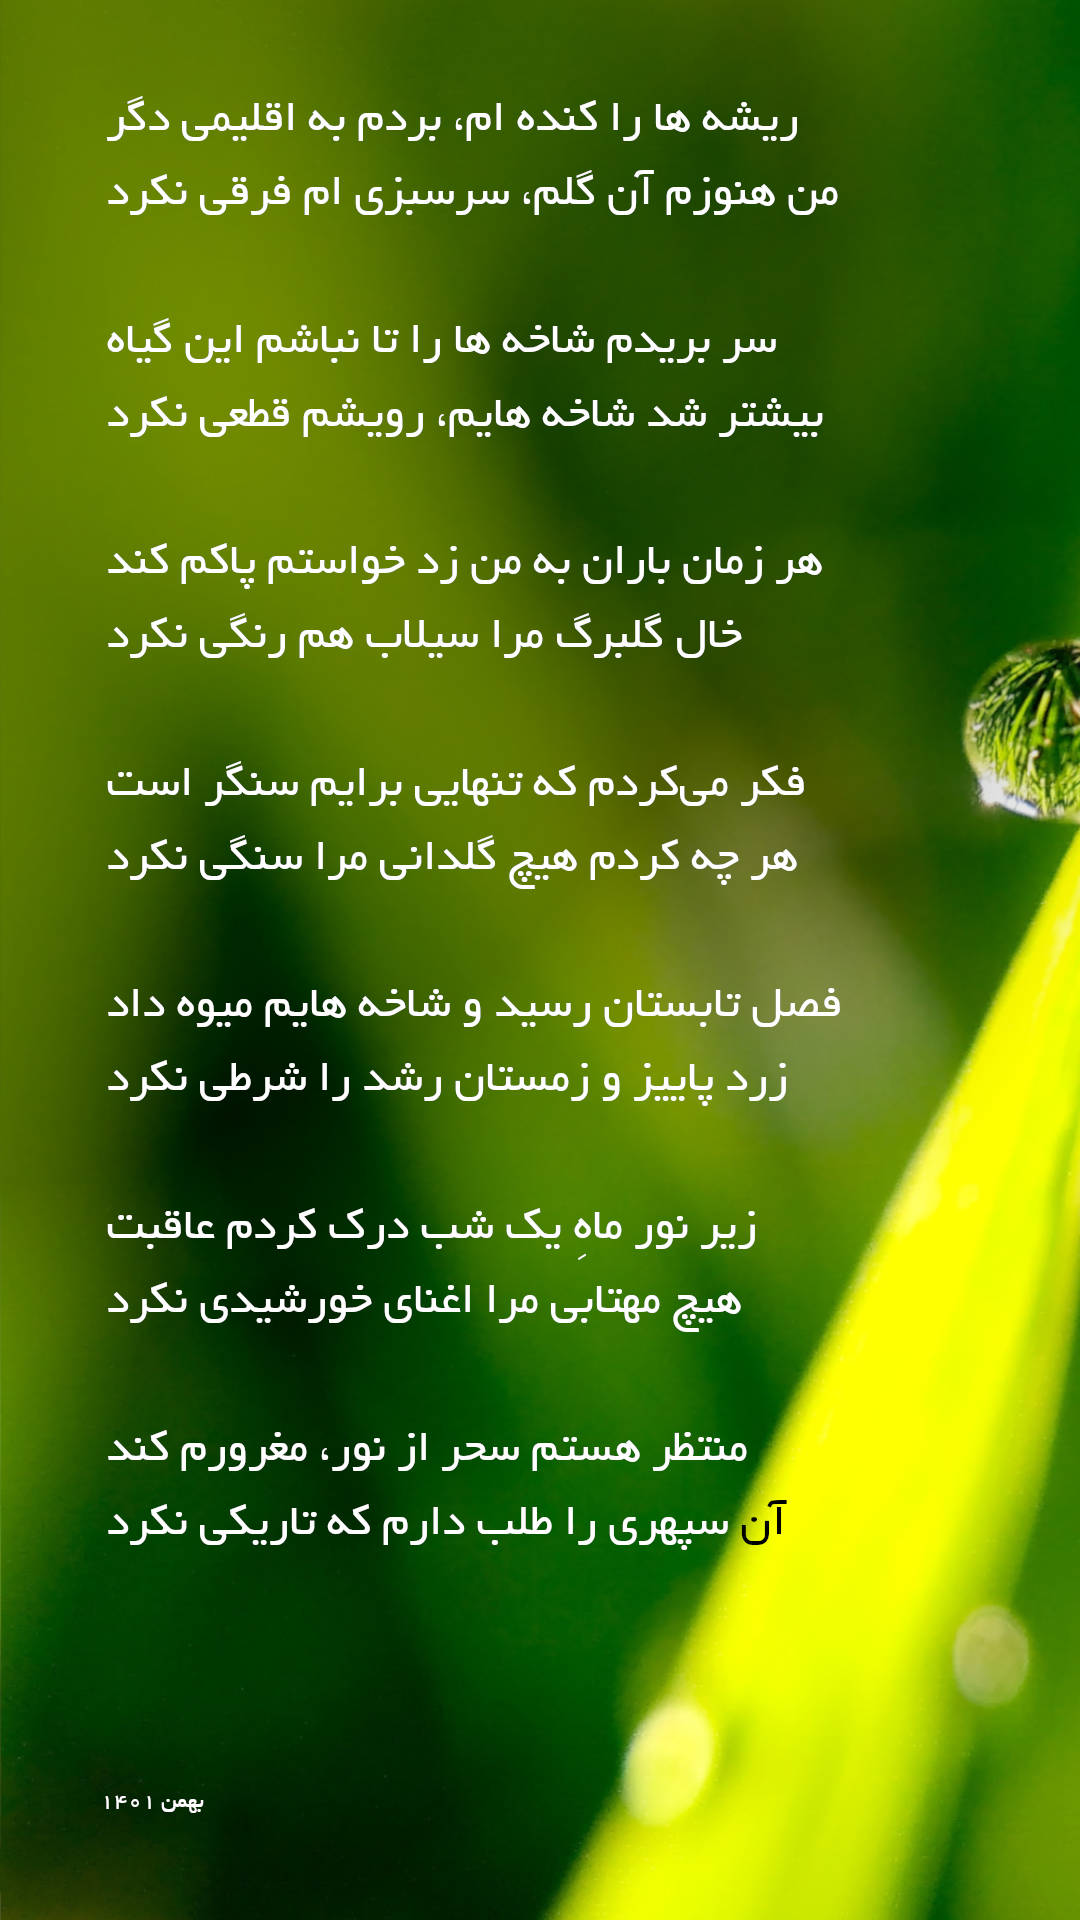 ریشه ها را کنده ام، بردم به اقلیمی دگر
من هنوزم آن گلم، سرسبزی ام فرقی نکرد
سر بریدم شاخه ها را تا نباشم این گیاه
بیشتر شد شاخه هایم، رویشم قطعی نکرد
هر زمان باران به من زد خواستم پاکم کند
خال گلبرگ مرا سیلاب هم رنگی نکرد
فکر می‌کردم که تنهایی برایم سنگر است
هر چه کردم هیچ گلدانی مرا سنگی نکرد
فصل تابستان رسید و شاخه هایم میوه داد
زرد پاییز و زمستان رشد را شرطی نکرد
زیر نور ماهِ یک شب درک کردم عاقبت
هیچ مهتابی مرا اغنای خورشیدی نکرد
منتظر هستم سحر از نور، مغرورم کند
آن سپهری را طلب دارم که تاریکی نکرد
بهمن ۱۴۰۱